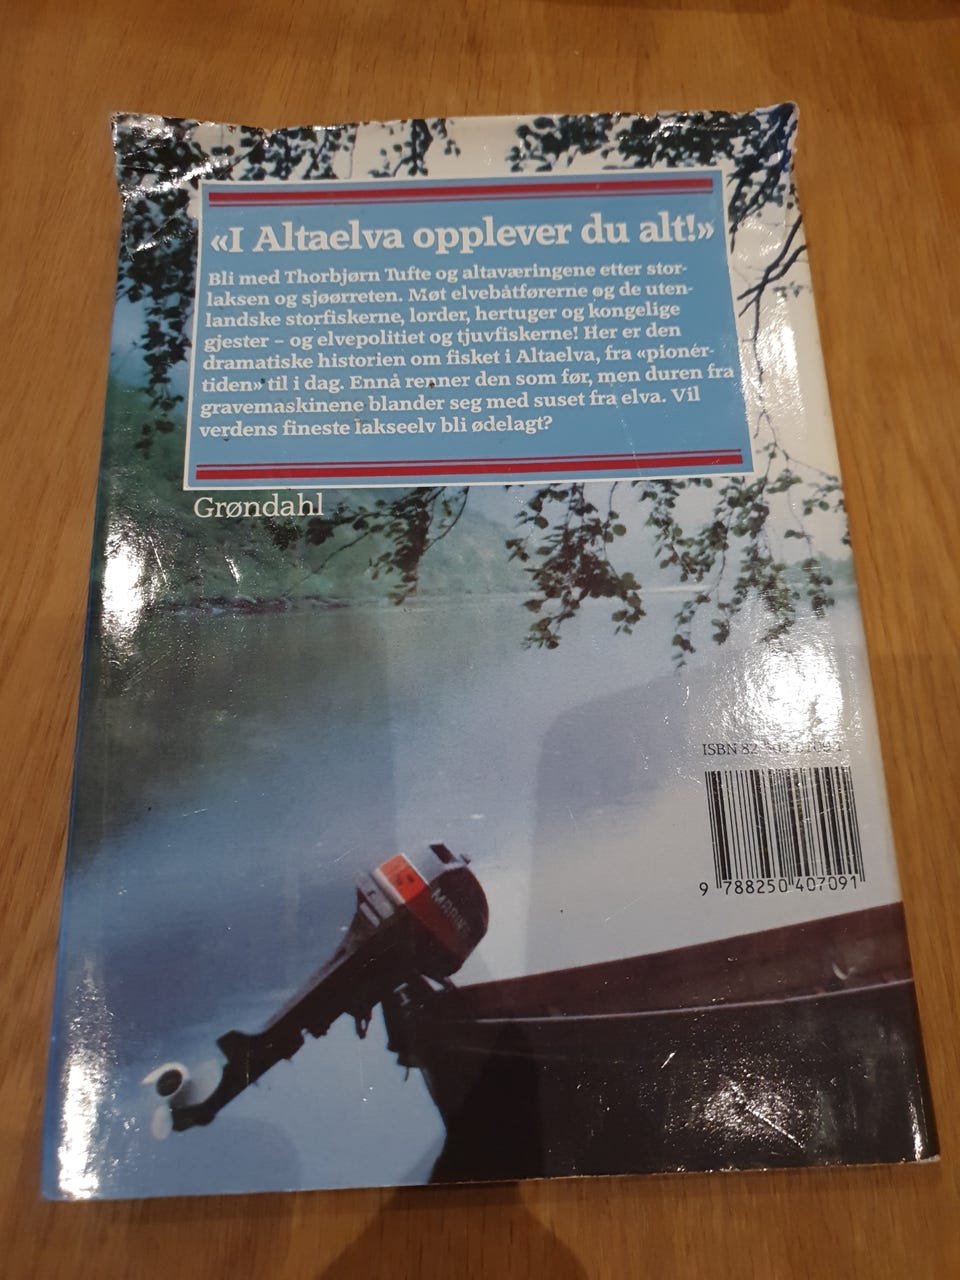 «I Altaelva opplever du alt!»
Bli med Thorbjørn Tufte og altaværingene etter stor-
laksen og sjøørreten. Møt elvebåtførerne og de uten-
landske storfiskerne, lorder, hertuger og kongelige
gjester – og elvepolitiet og tjuvfiskerne! Her er den
dramatiske historien om fisket i Altaelva, fra «pionér-
tiden» til i dag. Ennå renner den som før, men duren fra
gravemaskinene blander seg med suset fra elva. Vil
verdens fineste lakseelv bli ødelagt?
Grøndahl
ISBN 82
9 788250 407091
MARINE